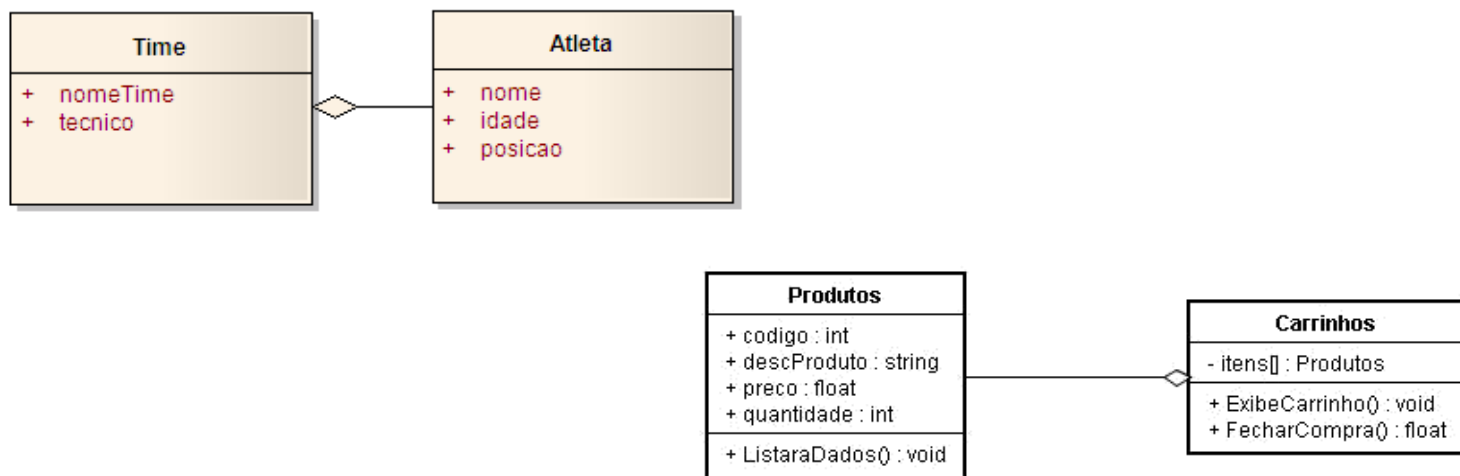 Time
+ nomeTime
+ tecnico
Atleta
+ nome
+ idade
+ posicao
Produtos
+ codigo : int
+ descProduto : string
+ preco : float
+ quantidade : int
+ ListaraDados() : void
Carrinhos
- itens[] : Produtos
+ ExibeCarrinho() : void
+ FecharCompra() : float